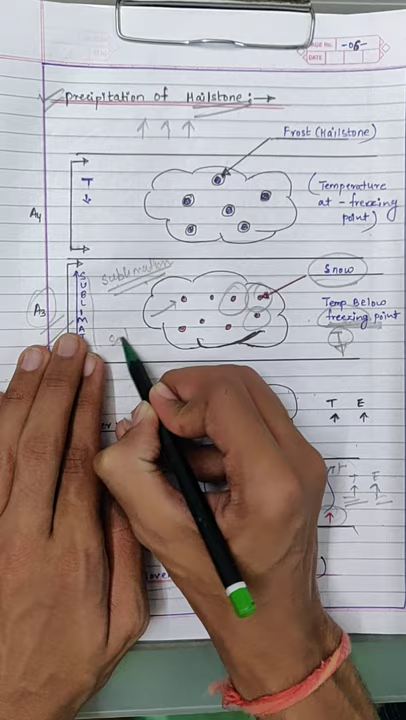 PAGE No. -06-
DATE
Precipitation of Hailstone :→
Frost (Hailstone)
T
(Temperature
at - freezing
point)
A4
Sublimation
Snow
SUBLIMAT
A3
Temp Below
freezing point
T
T E
T E